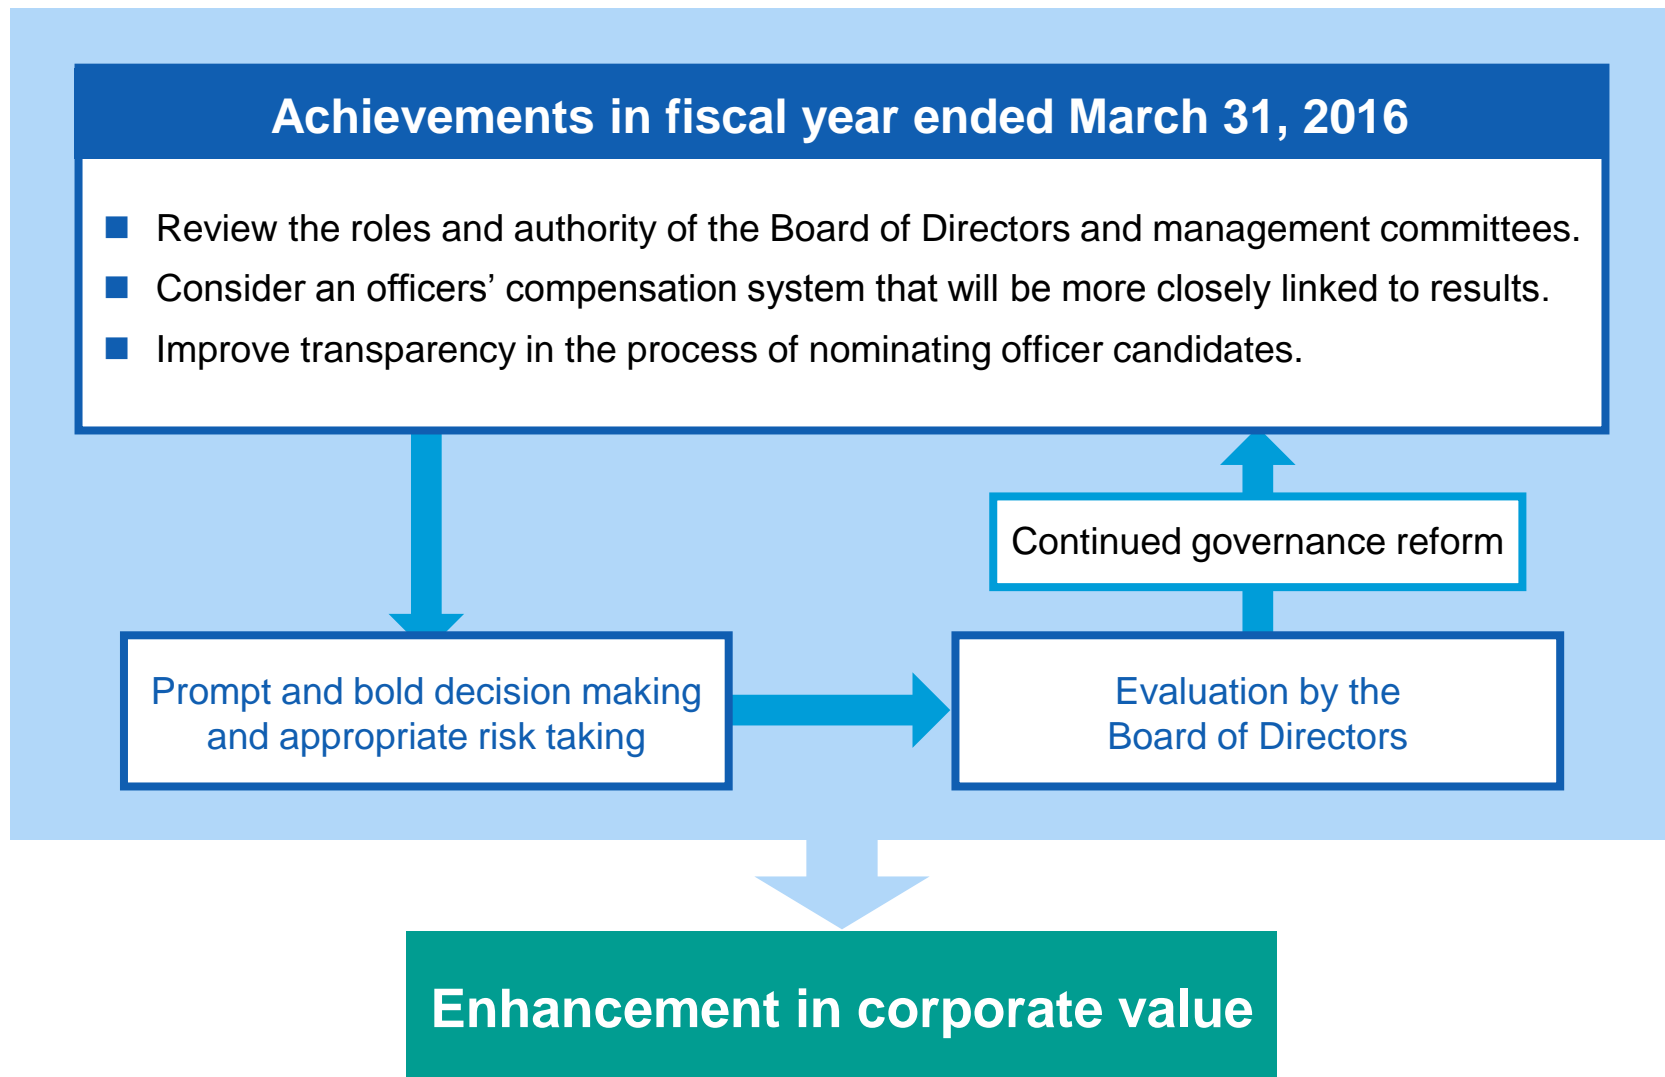 Achievements in fiscal year ended March 31, 2016
Review the roles and authority of the Board of Directors and management committees.
Consider an officers’ compensation system that will be more closely linked to results.
Improve transparency in the process of nominating officer candidates.
Continued governance reform
Prompt and bold decision making
and appropriate risk taking
Evaluation by the
Board of Directors
Enhancement in corporate value